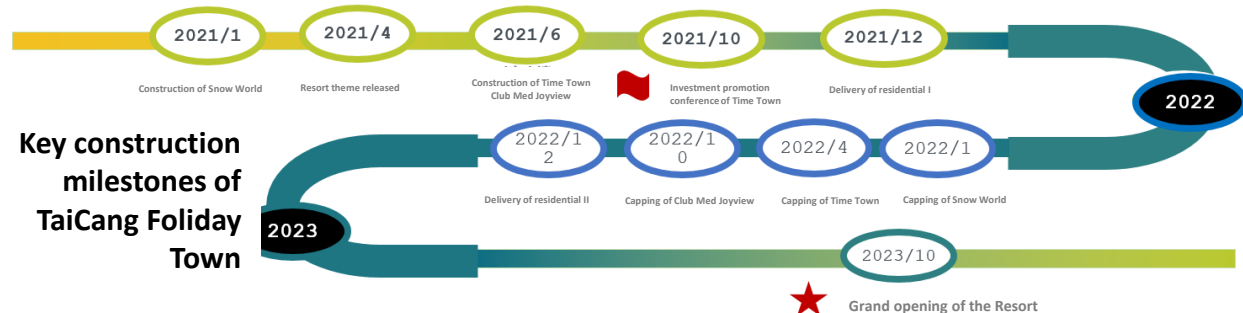 2021/1
2021/4
2021/6
2021/10
2021/12
Construction of Snow World
Resort theme released
Construction of Time Town
Club Med Joyview
Investment promotion
conference of Time Town
Delivery of residential I
2022
Key construction
milestones of
TaiCang Foliday
Town
2022/1
2
2022/1
0
2022/4
2022/1
Delivery of residential II
Capping of Club Med Joyview
Capping of Time Town
Capping of Snow World
2023
2023/10
Grand opening of the Resort